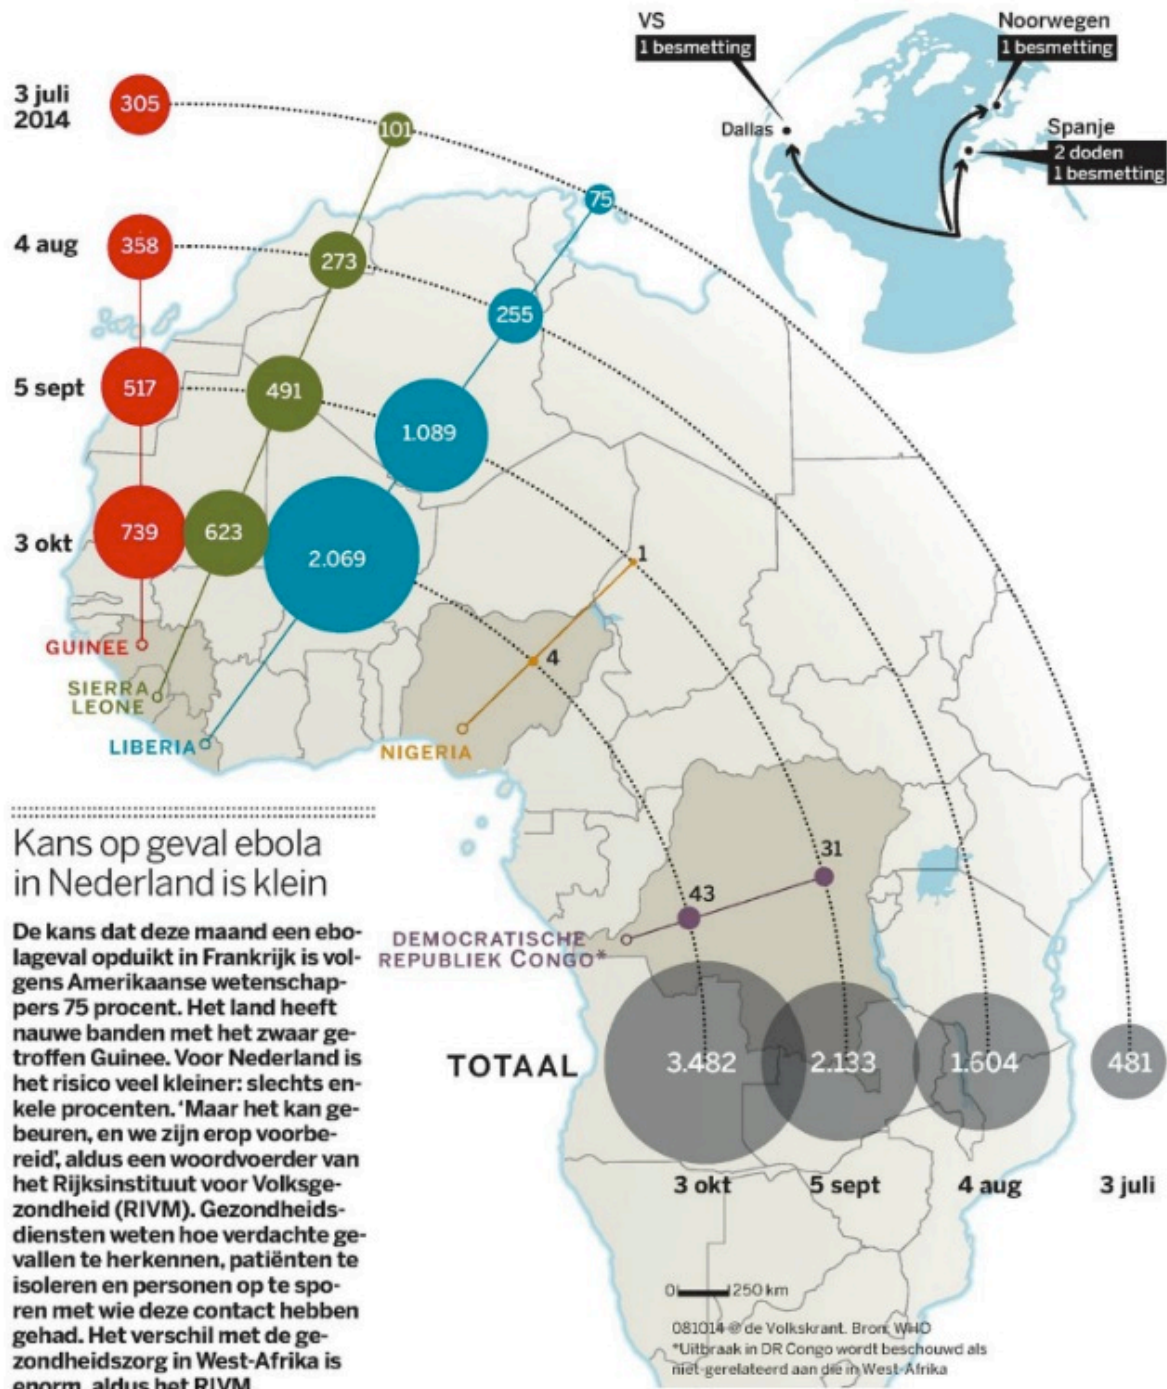 VS
1 besmetting
Noorwegen
1 besmetting
Dallas
Spanje
2 doden
1 besmetting
3 juli
2014
305
101
75
4 aug
358
273
255
5 sept
517
491
1.089
3 okt
739
623
2.069
1
4
GUINEE
SIERRA
LEONE
LIBERIA
NIGERIA
31
43
DEMOCRATISCHE
REPUBLIEK CONGO*
TOTAAL
3.482
2.133
1.604
481
3 okt
5 sept
4 aug
3 juli
Kans op geval ebola
in Nederland is klein
De kans dat deze maand een ebo-
lageval opduikt in Frankrijk is vol-
gens Amerikaanse wetenschap-
pers 75 procent. Het land heeft
nauwe banden met het zwaar ge-
troffen Guinee. Voor Nederland is
het risico veel kleiner: slechts en-
kele procenten. ‘Maar het kan ge-
beuren, en we zijn erop voorbe-
reid’, aldus een woordvoerder van
het Rijksinstituut voor Volksge-
zondheid (RIVM). Gezondheids-
diensten weten hoe verdachte ge-
vallen te herkennen, patiënten te
isoleren en personen op te spo-
ren met wie deze contact hebben
gehad. Het verschil met de ge-
zondheidszorg in West-Afrika is
enorm, aldus het RIVM.
0 1250 km
081014 © de Volkskrant. Bron: WHO
*Uitbraak in DR Congo wordt beschouwd als
niet-gerelateerd aan die in West-Afrika